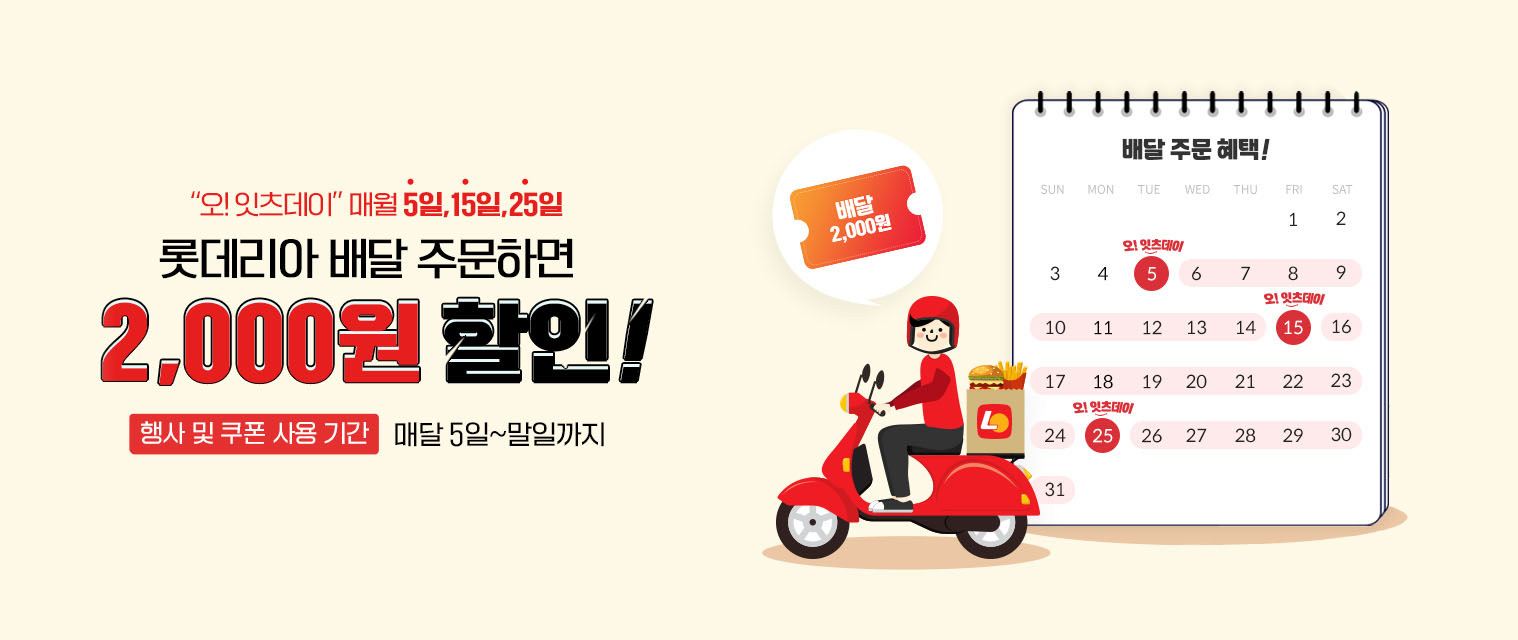 “오! 잇츠데이” 매월 5일,15일,25일
롯데리아 배달 주문하면
2,000원 할인!
행사 및 쿠폰 사용 기간 매달 5일~말일까지
배달
2,000원
배달 주문 혜택!
SUN MON TUE WED THU FRI SAT
1 2
오! 잇츠데이
3 4 5 6 7 8 9
오! 잇츠데이
10 11 12 13 14 15 16
17 18 19 20 21 22 23
오! 잇츠데이
24 25 26 27 28 29 30
31
L